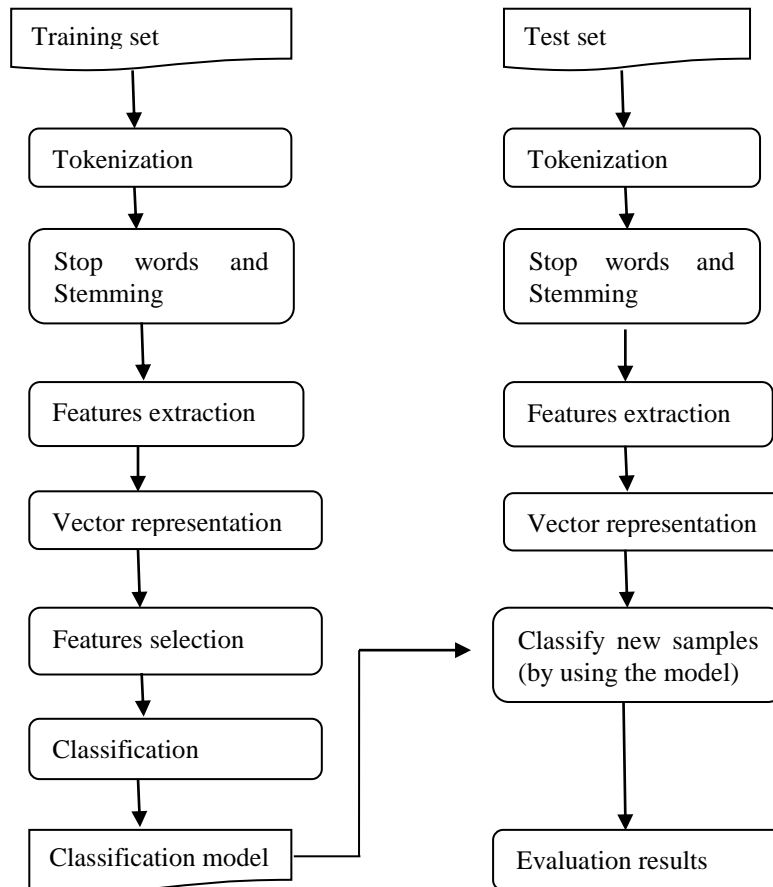 Training set
Tokenization
Stop words and
Stemming
Features extraction
Vector representation
Features selection
Classification
Classification model
Test set
Tokenization
Stop words and
Stemming
Features extraction
Vector representation
Classify new samples
(by using the model)
Evaluation results